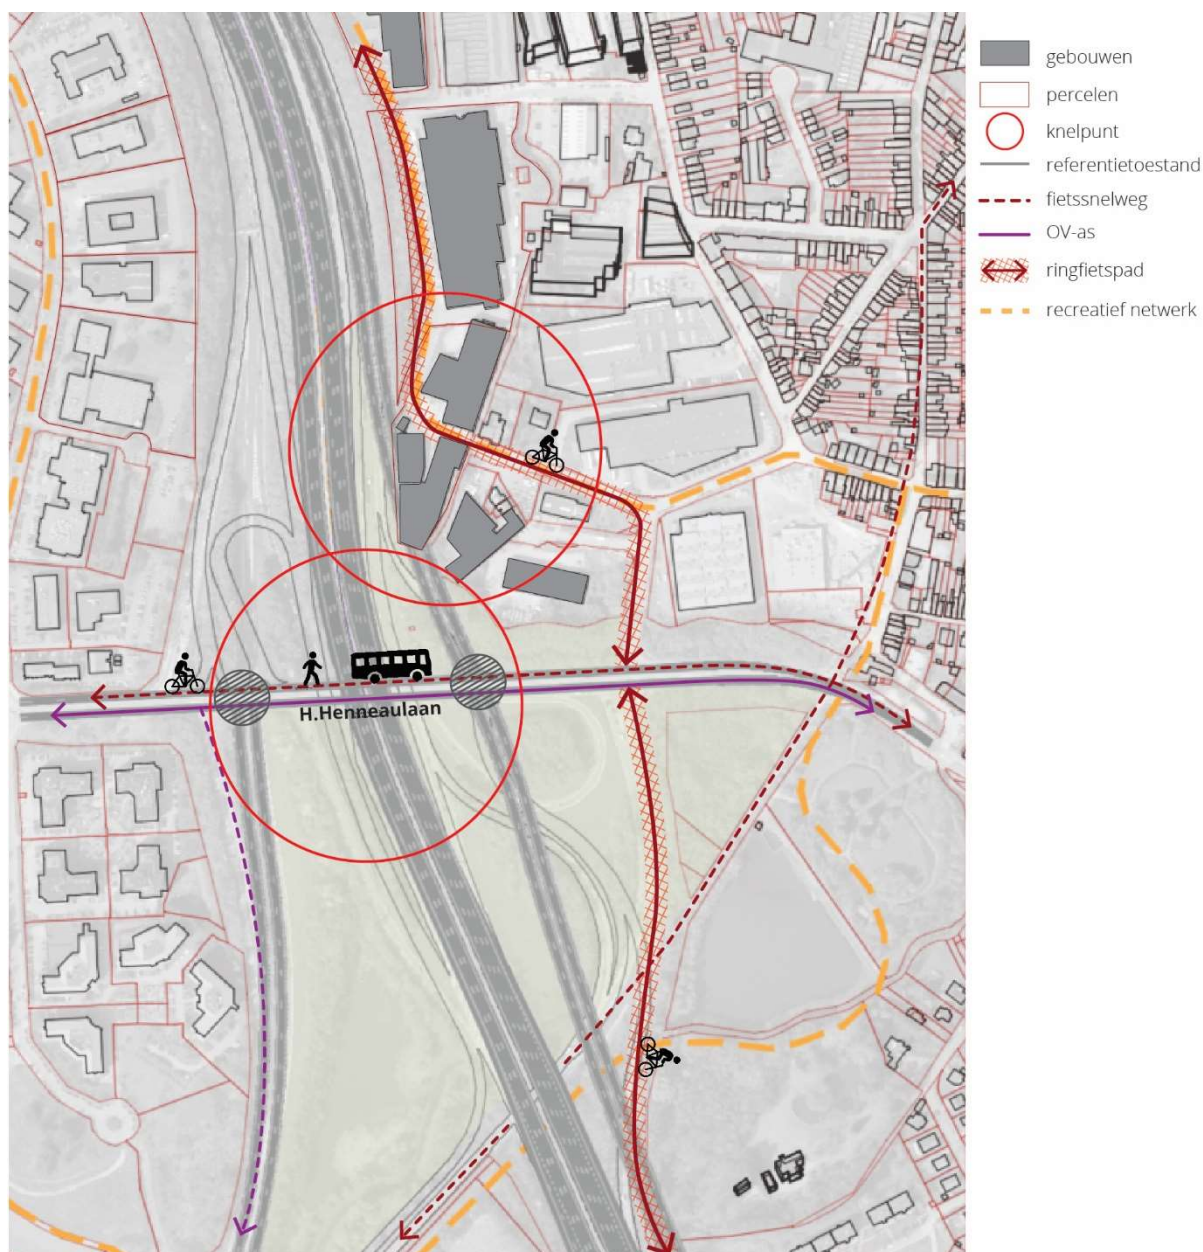 gebouwen
percelen
knelpunt
referentietoestand
fietssnelweg
OV-as
ringfietspad
recreatief netwerk
H.Henneaulaan